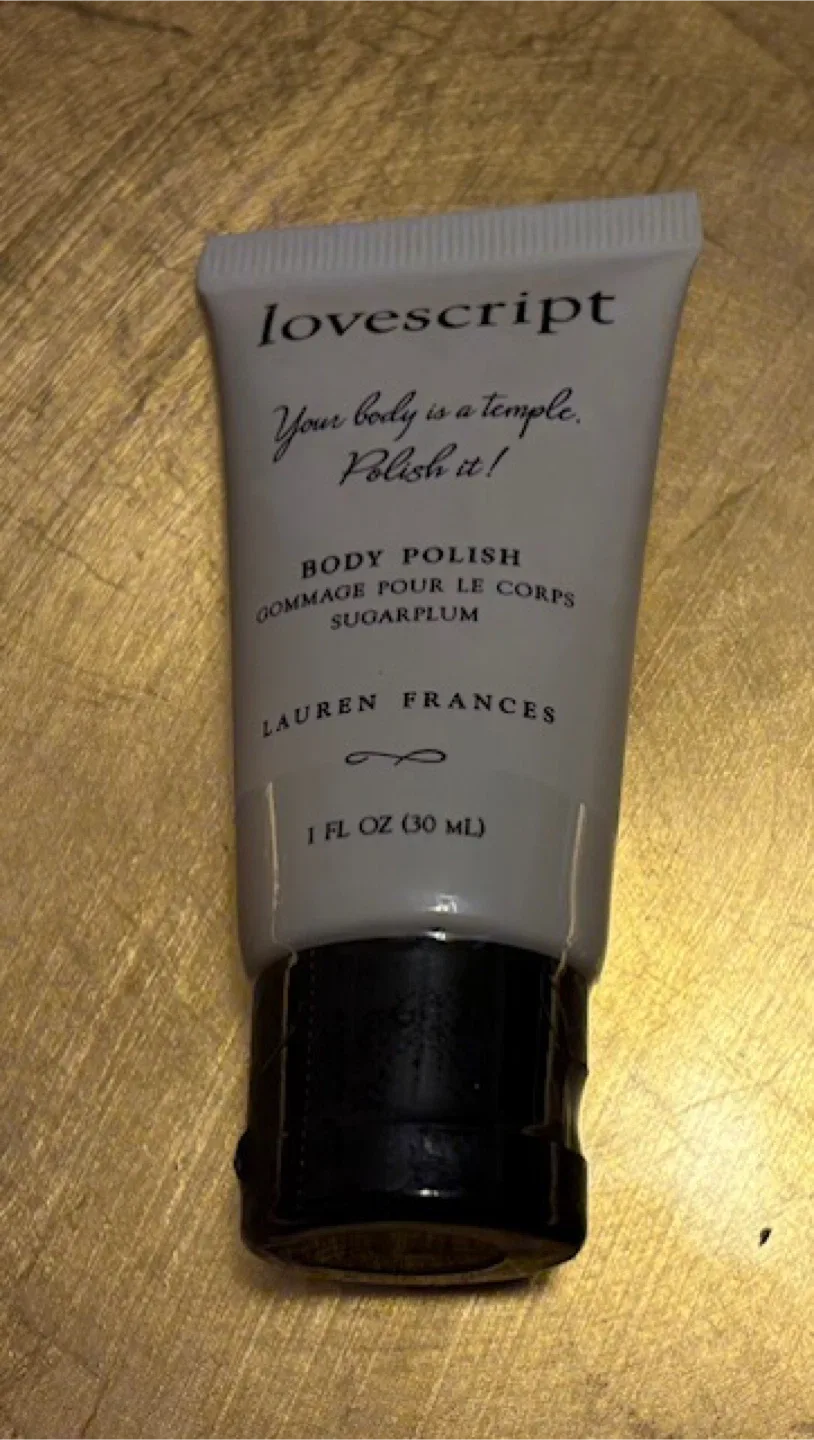 lovescript
Your body is a temple.
Polish it!
BODY POLISH
GOMMAGE POUR LE CORPS
SUGARPLUM
LAUREN FRANCES
1 FL OZ (30 ML)